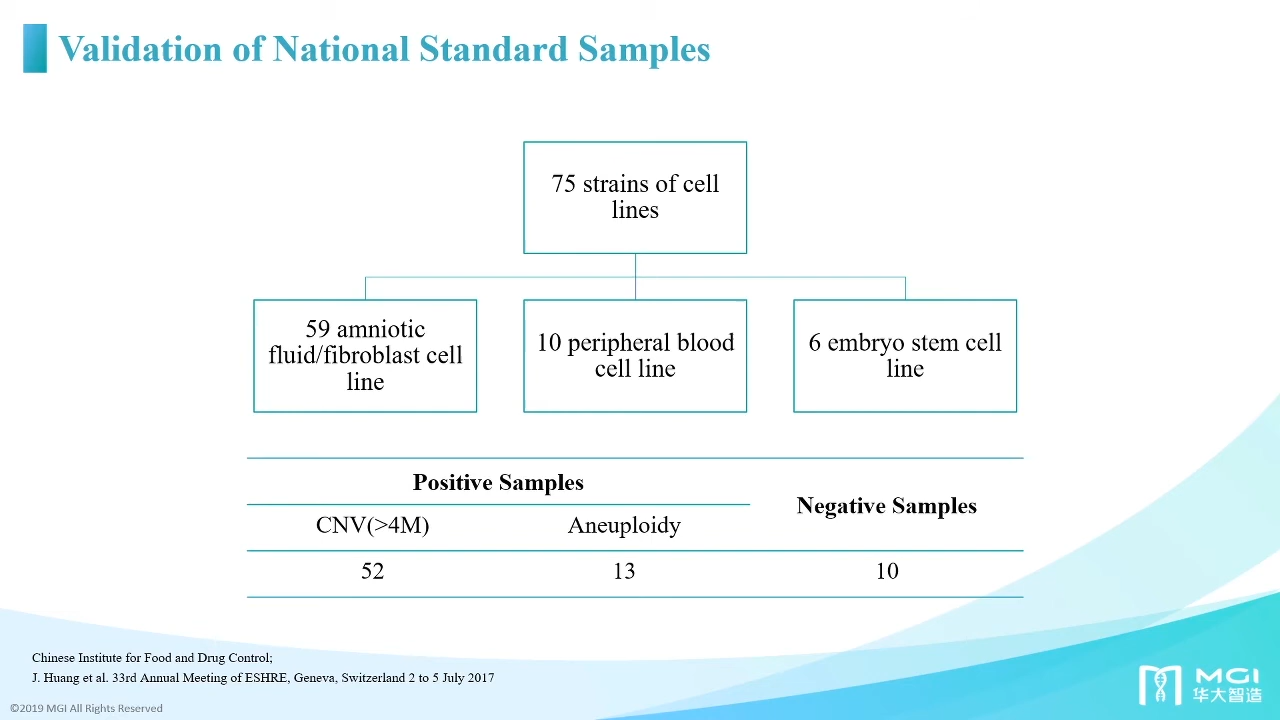 Validation of National Standard Samples
75 strains of cell
lines
59 amniotic
fluid/fibroblast cell
line
10 peripheral blood
cell line
6 embryo stem cell
line
Positive Samples
Negative Samples
CNV(>4M) Aneuploidy
52 13 10
Chinese Institute for Food and Drug Control;
J. Huang et al. 33rd Annual Meeting of ESHRE, Geneva, Switzerland 2 to 5 July 2017
©2019 MGI All Rights Reserved
MGI
华大智造